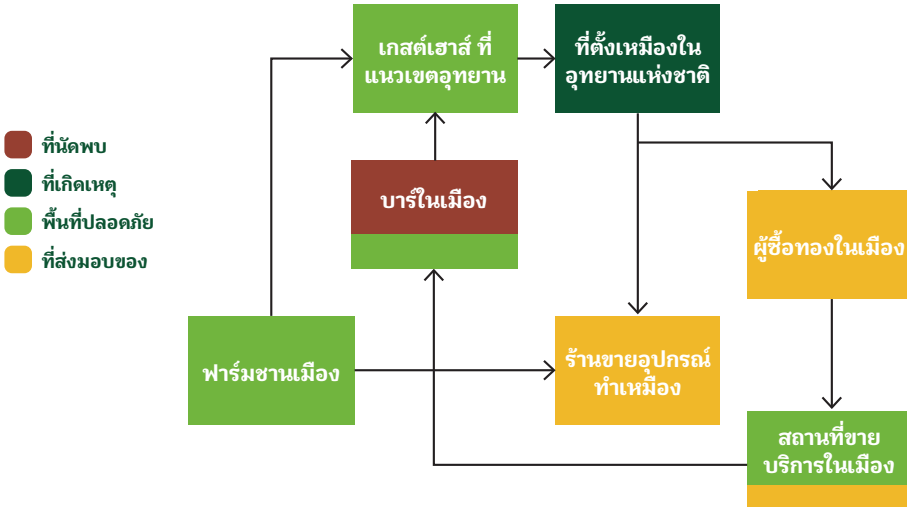 เกสต์เฮาส์ ที่
แนวเขตอุทยาน
ที่ตั้งเหมืองใน
อุทยานแห่งชาติ
ที่นัดพบ
ที่เกิดเหตุ
พื้นที่ปลอดภัย
ที่ส่งมอบของ
บาร์ในเมือง
ผู้ซื้อทองในเมือง
ฟาร์มชานเมือง
ร้านขายอุปกรณ์
ทำเหมือง
สถานที่ขาย
บริการในเมือง